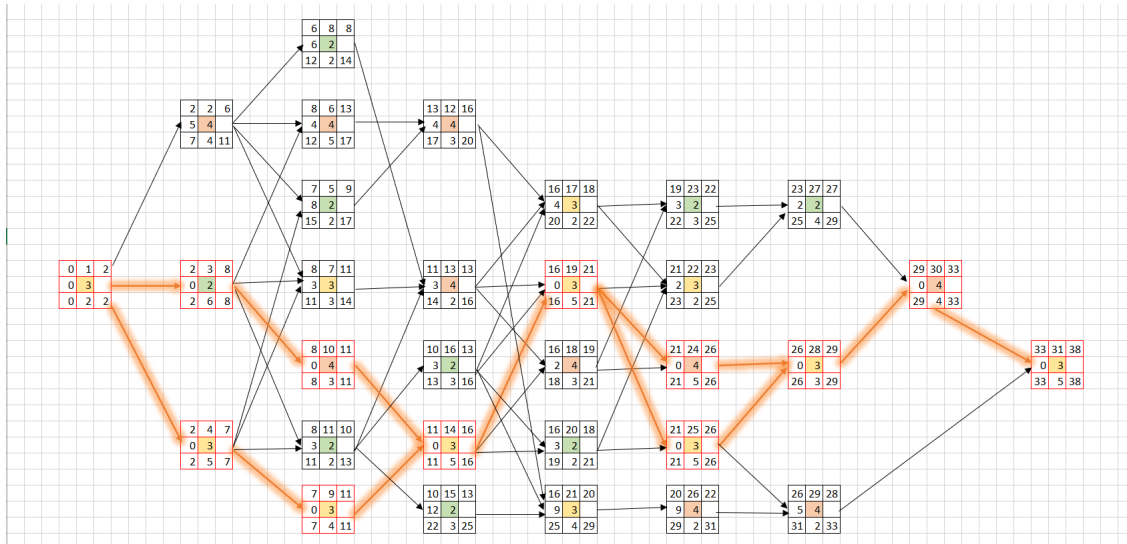 6 8 8
6 2
12 2 14
2 2 6
5 4
7 4 11
8 6 13
4 4
12 5 17
13 12 16
4 4
17 3 20
7 5 9
8 2
15 2 17
16 17 18
4 3
20 2 22
19 23 22
3 2
22 3 25
23 27 27
2 2
25 4 29
0 1 2
0 3
0 2 2
2 3 8
0 2
2 6 8
8 7 11
3 3
11 3 14
11 13 13
3 4
14 2 16
16 19 21
0 3
16 5 21
21 22 23
2 3
23 2 25
29 30 33
0 4
29 4 33
8 10 11
0 4
8 3 11
10 16 13
3 2
13 3 16
16 18 19
2 4
18 3 21
21 24 26
0 4
21 5 26
26 28 29
0 3
26 3 29
33 31 38
0 3
33 5 38
2 4 7
0 3
2 5 7
8 11 10
3 2
11 2 13
11 14 16
0 3
11 5 16
16 20 18
3 2
19 2 21
21 25 26
0 3
21 5 26
7 9 11
0 3
7 4 11
10 15 13
12 2
22 3 25
16 21 20
9 3
25 4 29
20 26 22
9 4
29 2 31
26 29 28
5 4
31 2 33